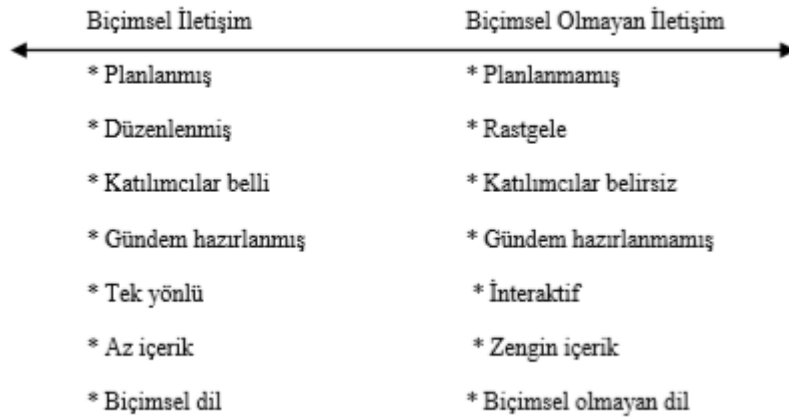 Biçimsel İletişim Biçimsel Olmayan İletişim
* Planlanmış * Planlanmamış
* Düzenlenmiş * Rastgele
* Katılımcılar belli * Katılımcılar belirsiz
* Gündem hazırlanmış * Gündem hazırlanmamış
* Tek yönlü * İnteraktif
* Az içerik * Zengin içerik
* Biçimsel dil * Biçimsel olmayan dil